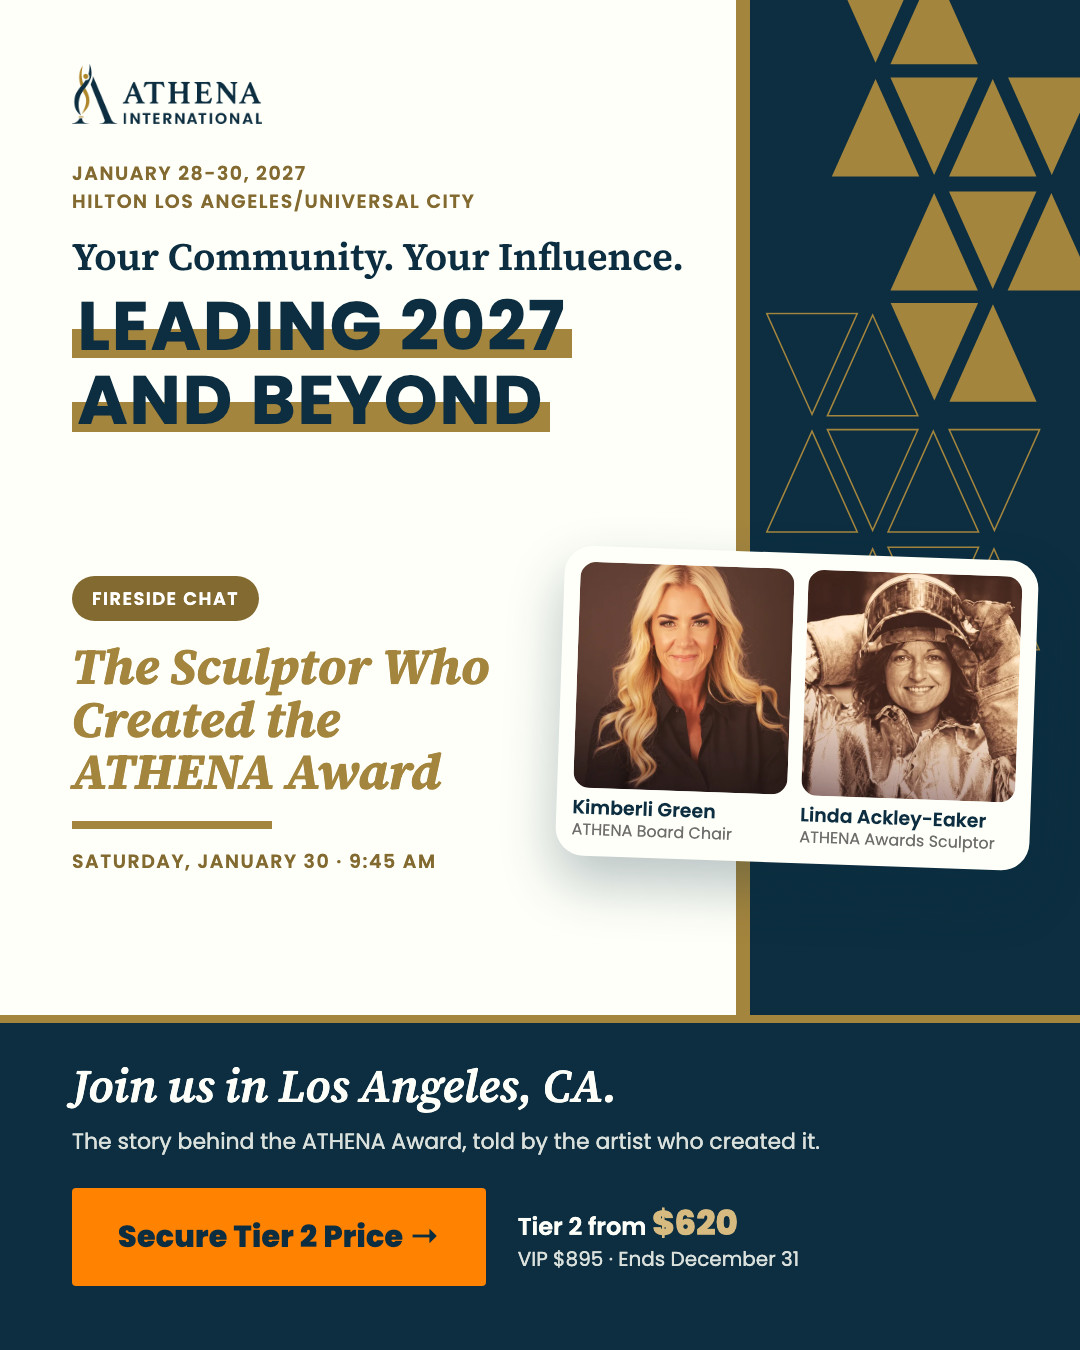 ATHENA
INTERNATIONAL
JANUARY 28-30, 2027
HILTON LOS ANGELES/UNIVERSAL CITY
Your Community. Your Influence.
LEADING 2027
AND BEYOND
FIRESIDE CHAT
The Sculptor Who
Created the
ATHENA Award
SATURDAY, JANUARY 30 · 9:45 AM
Kimberli Green
ATHENA Board Chair
Linda Ackley-Eaker
ATHENA Awards Sculptor
Join us in Los Angeles, CA.
The story behind the ATHENA Award, told by the artist who created it.
Secure Tier 2 Price →
Tier 2 from $620
VIP $895 · Ends December 31